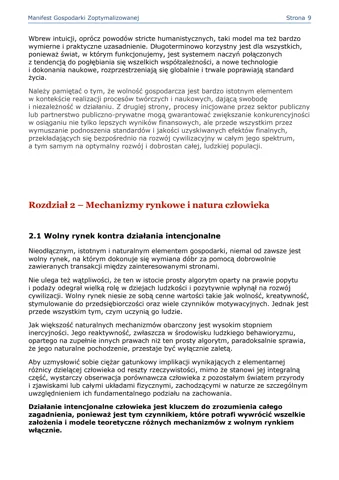 Manifest Gospodarki Zoptymalizowanej Strona 9
Wbrew intuicji, oprócz powodów stricte humanistycznych, taki model ma też bardzo
wymierne i praktyczne uzasadnienie. Długoterminowo korzystny jest dla wszystkich,
ponieważ świat, w którym funkcjonujemy, jest systemem naczyń połączonych
z tendencją do pogłębiania się wszelkich współzależności, a nowe technologie
i dokonania naukowe, rozprzestrzeniają się globalnie i trwale poprawiają standard
życia.
Należy pamiętać o tym, że wolność gospodarcza jest bardzo istotnym elementem
w kontekście realizacji procesów twórczych i naukowych, dającą swobodę
i niezależność w działaniu. Z drugiej strony, procesy inicjowane przez sektor publiczny
lub partnerstwo publiczno-prywatne mogą gwarantować zwiększanie konkurencyjności
w osiąganiu nie tylko lepszych wyników finansowych, ale przede wszystkim przez
wymuszanie podnoszenia standardów i jakości uzyskiwanych efektów finalnych,
przekładających się bezpośrednio na rozwój cywilizacyjny w całym jego spektrum,
a tym samym na optymalny rozwój i dobrostan całej, ludzkiej populacji.
Rozdział 2 – Mechanizmy rynkowe i natura człowieka
2.1 Wolny rynek kontra działania intencjonalne
Nieodłącznym, istotnym i naturalnym elementem gospodarki, niemal od zawsze jest
wolny rynek, na którym dokonuje się wymiana dóbr za pomocą dobrowolnie
zawieranych transakcji między zainteresowanymi stronami.
Nie ulega też wątpliwości, że ten w istocie prosty algorytm oparty na prawie popytu
i podaży odegrał wielką rolę w dziejach ludzkości i pozytywnie wpłynął na rozwój
cywilizacji. Wolny rynek niesie ze sobą cenne wartości takie jak wolność, kreatywność,
stymulowanie do przedsiębiorczości oraz wiele czynników motywacyjnych. Jednak jest
przede wszystkim tym, czym uczynią go ludzie.
Jak większość naturalnych mechanizmów obarczony jest wysokim stopniem
inercyjności. Jego reaktywność, zwłaszcza w środowisku ludzkiego behawioryzmu,
opartego na zupełnie innych prawach niż ten prosty algorytm, paradoksalnie sprawia,
że jego naturalne pochodzenie, przestaje być wyłącznie zaletą.
Aby uzmysłowić sobie ciężar gatunkowy implikacji wynikających z elementarnej
różnicy dzielącej człowieka od reszty rzeczywistości, mimo że stanowi jej integralną
część, wystarczy obserwacja porównawcza człowieka z pozostałym światem przyrody
i zjawiskami lub całymi układami fizycznymi, zachodzącymi w naturze ze szczególnym
uwzględnieniem ich fundamentalnego podziału na zachowania.
Działanie intencjonalne człowieka jest kluczem do zrozumienia całego
zagadnienia, ponieważ jest tym czynnikiem, które potrafi wywrócić wszelkie
założenia i modele teoretyczne różnych mechanizmów z wolnym rynkiem
włącznie.